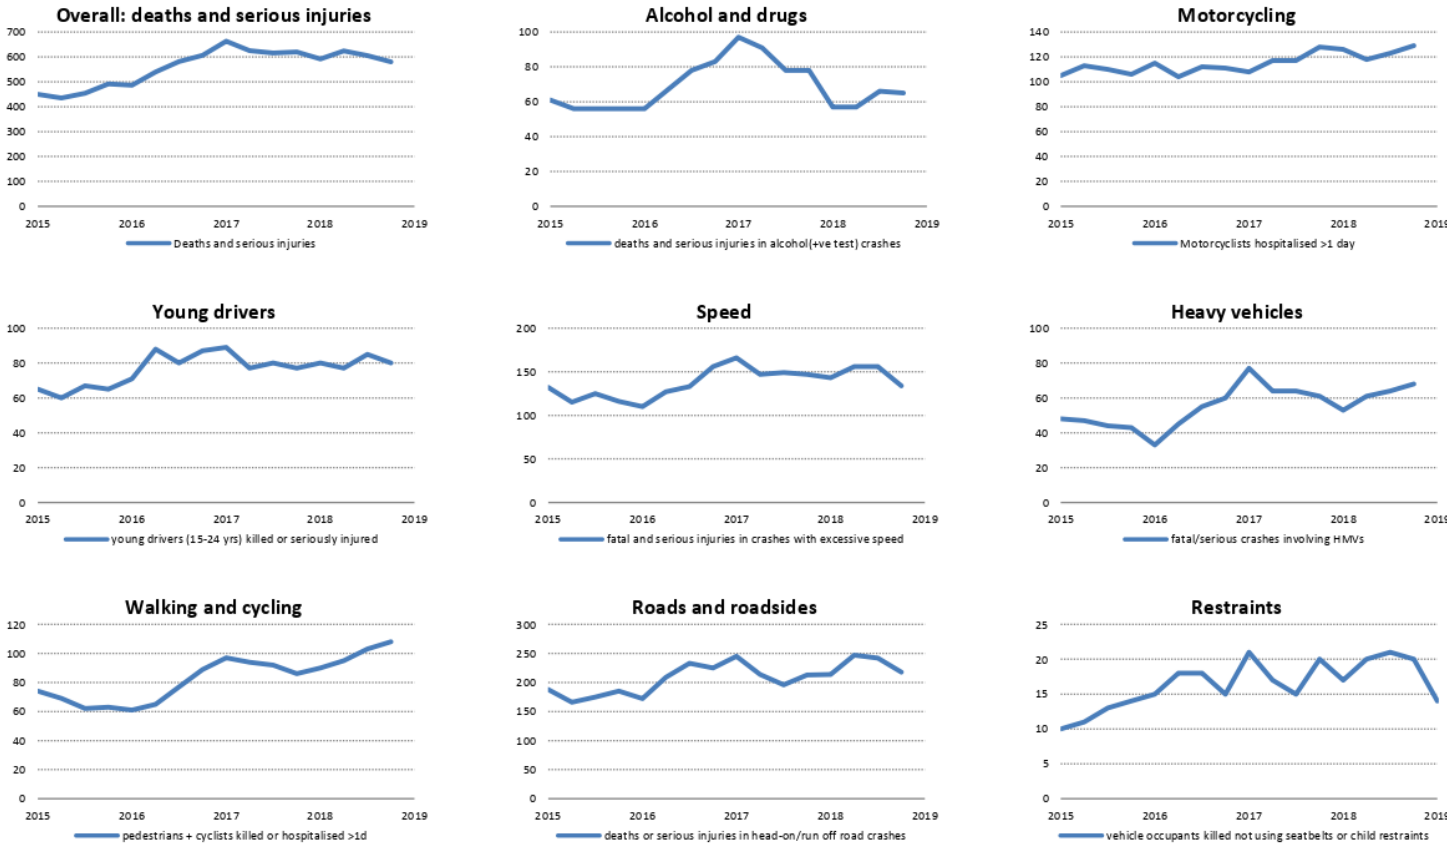 Overall: deaths and serious injuries
700
600
500
400
300
200
100
0
2015 2016 2017 2018 2019
Deaths and serious injuries
Alcohol and drugs
100
80
60
40
20
0
2015 2016 2017 2018 2019
deaths and serious injuries in alcohol(+ve test) crashes
Motorcycling
140
120
100
80
60
40
20
0
2015 2016 2017 2018 2019
Motorcyclists hospitalised >1 day
Young drivers
100
80
60
40
20
0
2015 2016 2017 2018 2019
young drivers (15-24 yrs) killed or seriously injured
Speed
200
150
100
50
0
2015 2016 2017 2018 2019
fatal and serious injuries in crashes with excessive speed
Heavy vehicles
100
80
60
40
20
0
2015 2016 2017 2018 2019
fatal/serious crashes involving HMVs
Walking and cycling
120
100
80
60
40
20
0
2015 2016 2017 2018 2019
pedestrians + cyclists killed or hospitalised >1d
Roads and roadsides
300
250
200
150
100
50
0
2015 2016 2017 2018 2019
deaths or serious injuries in head-on/run off road crashes
Restraints
25
20
15
10
5
0
2015 2016 2017 2018 2019
vehicle occupants killed not using seatbelts or child restraints